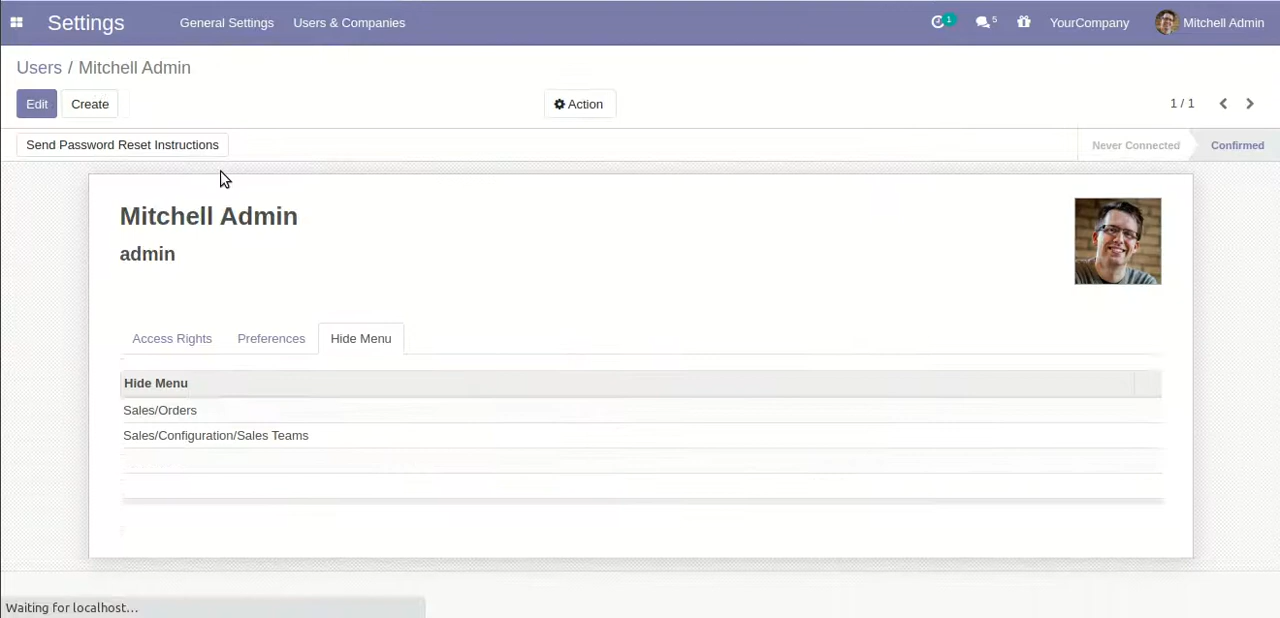 Settings General Settings Users & Companies 1 5 YourCompany Mitchell Admin
Users / Mitchell Admin
Edit Create Action 1 / 1
Send Password Reset Instructions Never Connected Confirmed
Mitchell Admin
admin
Access Rights Preferences Hide Menu
Hide Menu
Sales/Orders
Sales/Configuration/Sales Teams
Waiting for localhost...